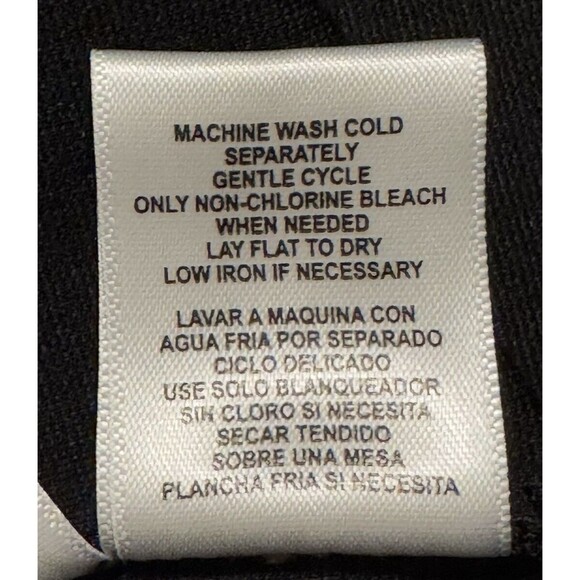 MACHINE WASH COLD
SEPARATELY
GENTLE CYCLE
ONLY NON-CHLORINE BLEACH
WHEN NEEDED
LAY FLAT TO DRY
LOW IRON IF NECESSARY
LAVAR A MAQUINA CON
AGUA FRIA POR SEPARADO
CICLO DELICADO
USE SOLO BLANQUEADOR
SIN CLORO SI NECESITA
SECAR TENDIDO
SOBRE UNA MESA
PLANCHA FRIA SI NECESITA